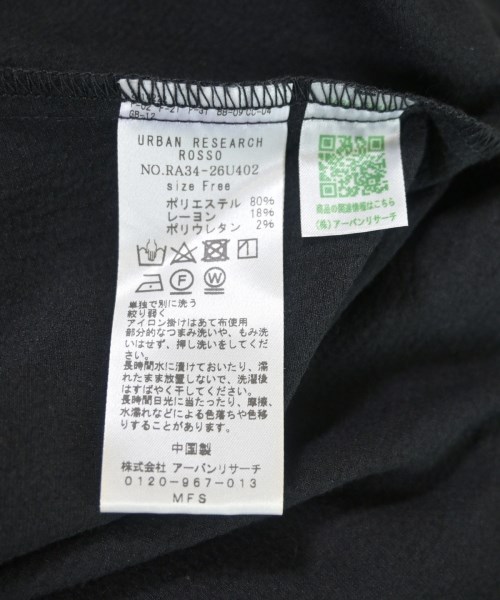 GB-12
URBAN RESEARCH
ROSSO
NO.RA34-26U402
size Free
ポリエステル 80%
レーヨン 18%
ポリウレタン 2%
F
W
単独で別に洗う
絞り弱く
アイロン掛けはあて布使用
部分的なつまみ洗いや、もみ洗
いはせず、押し洗いをしてくださ
い。
長時間水に漬けておいたり、濡
れたまま放置しないで、洗濯後
はすばやく干してください。
長時間日光に当たったり、摩擦、
水濡れなどによる色落ちや色移
りすることがあります。
中国製
株式会社 アーバンリサーチ
0120-967-013
MFS
商品の関連情報はこちら
(株)アーバンリサーチ